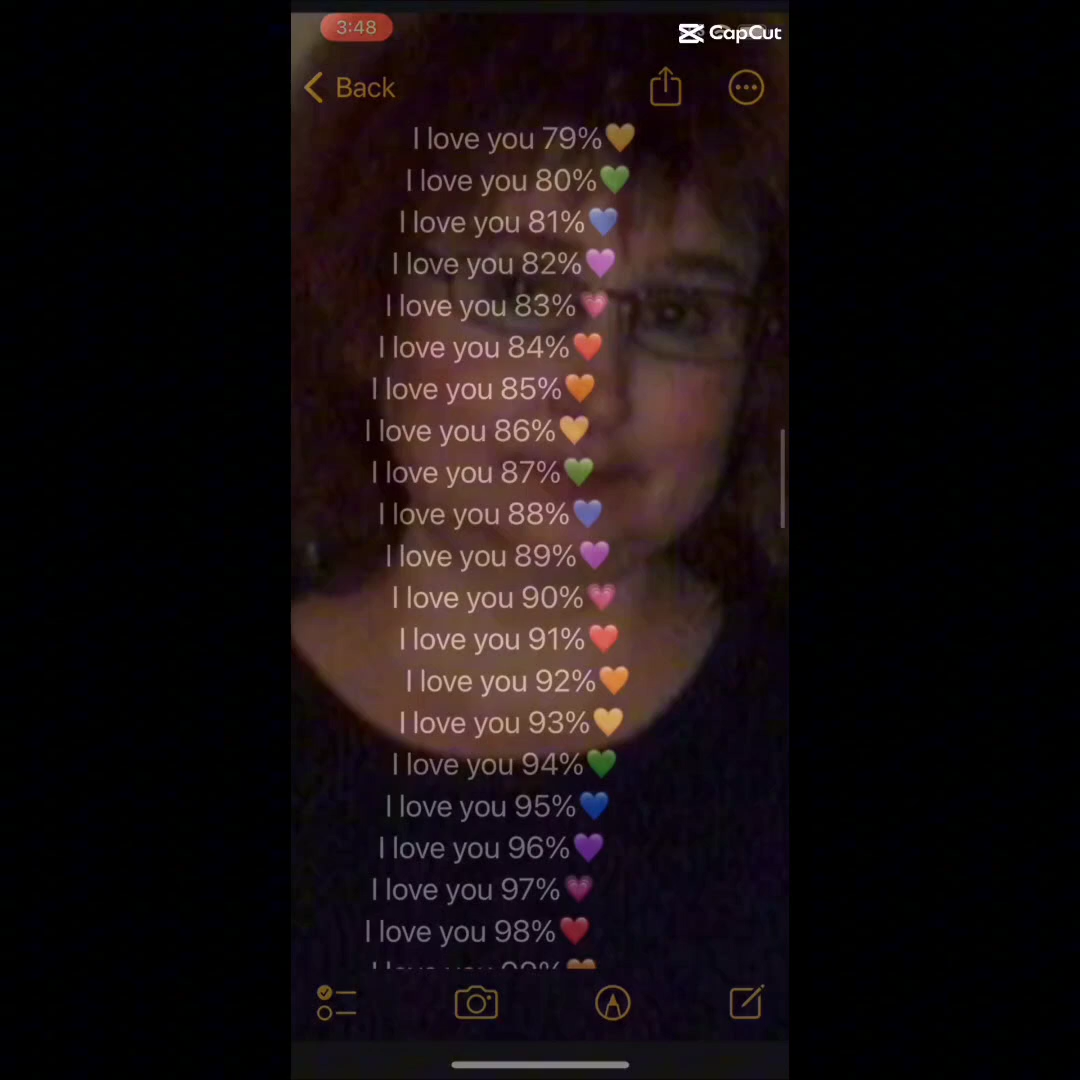 3:48
CapCut
Back
I love you 79%💛
I love you 80%💚
I love you 81%💙
I love you 82%💜
I love you 83%💗
I love you 84%❤️
I love you 85%🧡
I love you 86%💛
I love you 87%💚
I love you 88%💙
I love you 89%💜
I love you 90%💗
I love you 91%❤️
I love you 92%🧡
I love you 93%💛
I love you 94%💚
I love you 95%💙
I love you 96%💜
I love you 97%💗
I love you 98%❤️
I love you 99%🧡